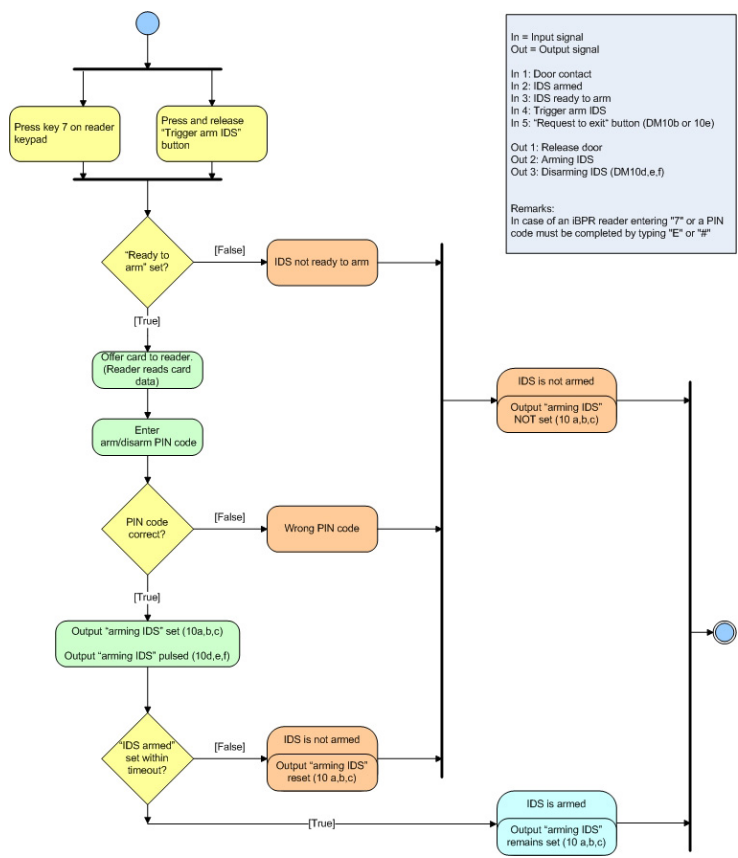 In = Input signal
Out = Output signal
In 1: Door contact
In 2: IDS armed
In 3: IDS ready to arm
In 4: Trigger arm IDS
In 5: "Request to exit" button (DM10b or 10e)
Out 1: Release door
Out 2: Arming IDS
Out 3: Disarming IDS (DM10d,e,f)
Remarks:
In case of an iBPR reader entering "7" or a PIN
code must be completed by typing "E" or "#"
Press key 7 on reader
keypad
Press and release
"Trigger arm IDS"
button
"Ready to
arm" set?
[False]
IDS not ready to arm
[True]
Offer card to reader.
(Reader reads card
data)
Enter
arm/disarm PIN code
IDS is not armed
Output "arming IDS"
NOT set (10 a,b,c)
PIN code
correct?
[False]
Wrong PIN code
[True]
Output "arming IDS" set (10a,b,c)
Output "arming IDS" pulsed (10d,e,f)
"IDS armed"
set within
timeout?
[False]
IDS is not armed
Output "arming IDS"
reset (10 a,b,c)
[True]
IDS is armed
Output "arming IDS"
remains set (10 a,b,c)